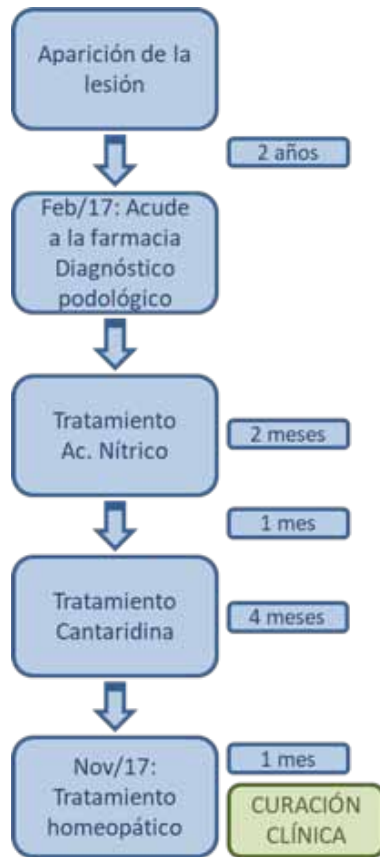 Aparición de la
lesión
2 años
Feb/17: Acude
a la farmacia
Diagnóstico
podológico
Tratamiento
Ac. Nítrico
2 meses
1 mes
Tratamiento
Cantaridina
4 meses
Nov/17:
Tratamiento
homeopático
1 mes
CURACIÓN
CLÍNICA